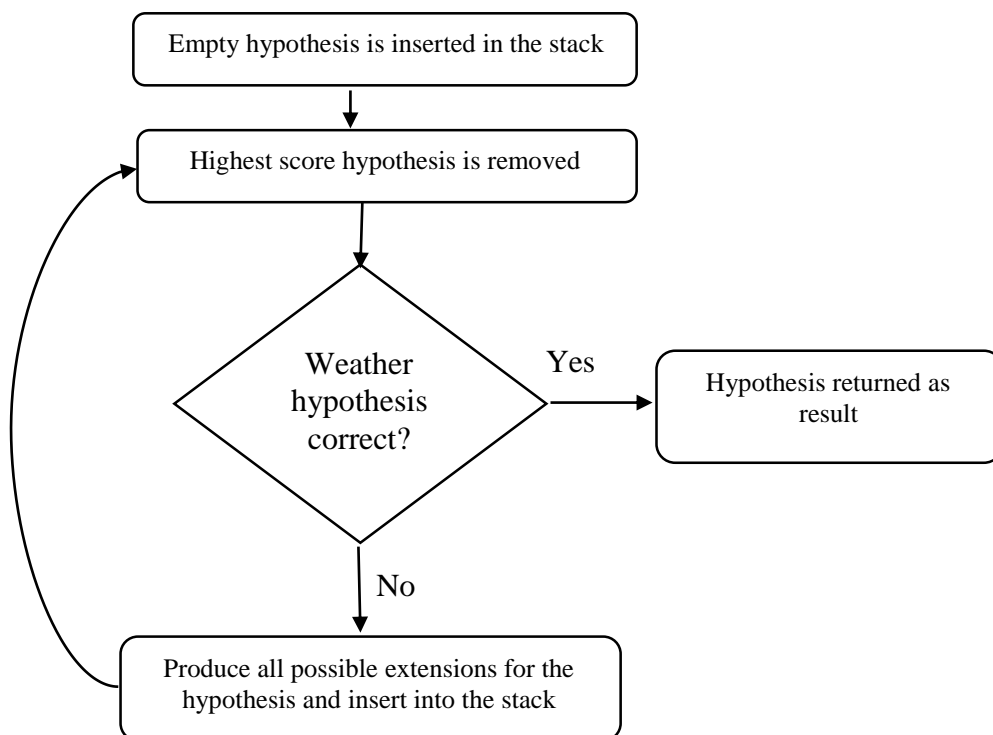 Empty hypothesis is inserted in the stack
Highest score hypothesis is removed
Weather
hypothesis
correct?
Yes
Hypothesis returned as
result
No
Produce all possible extensions for the
hypothesis and insert into the stack